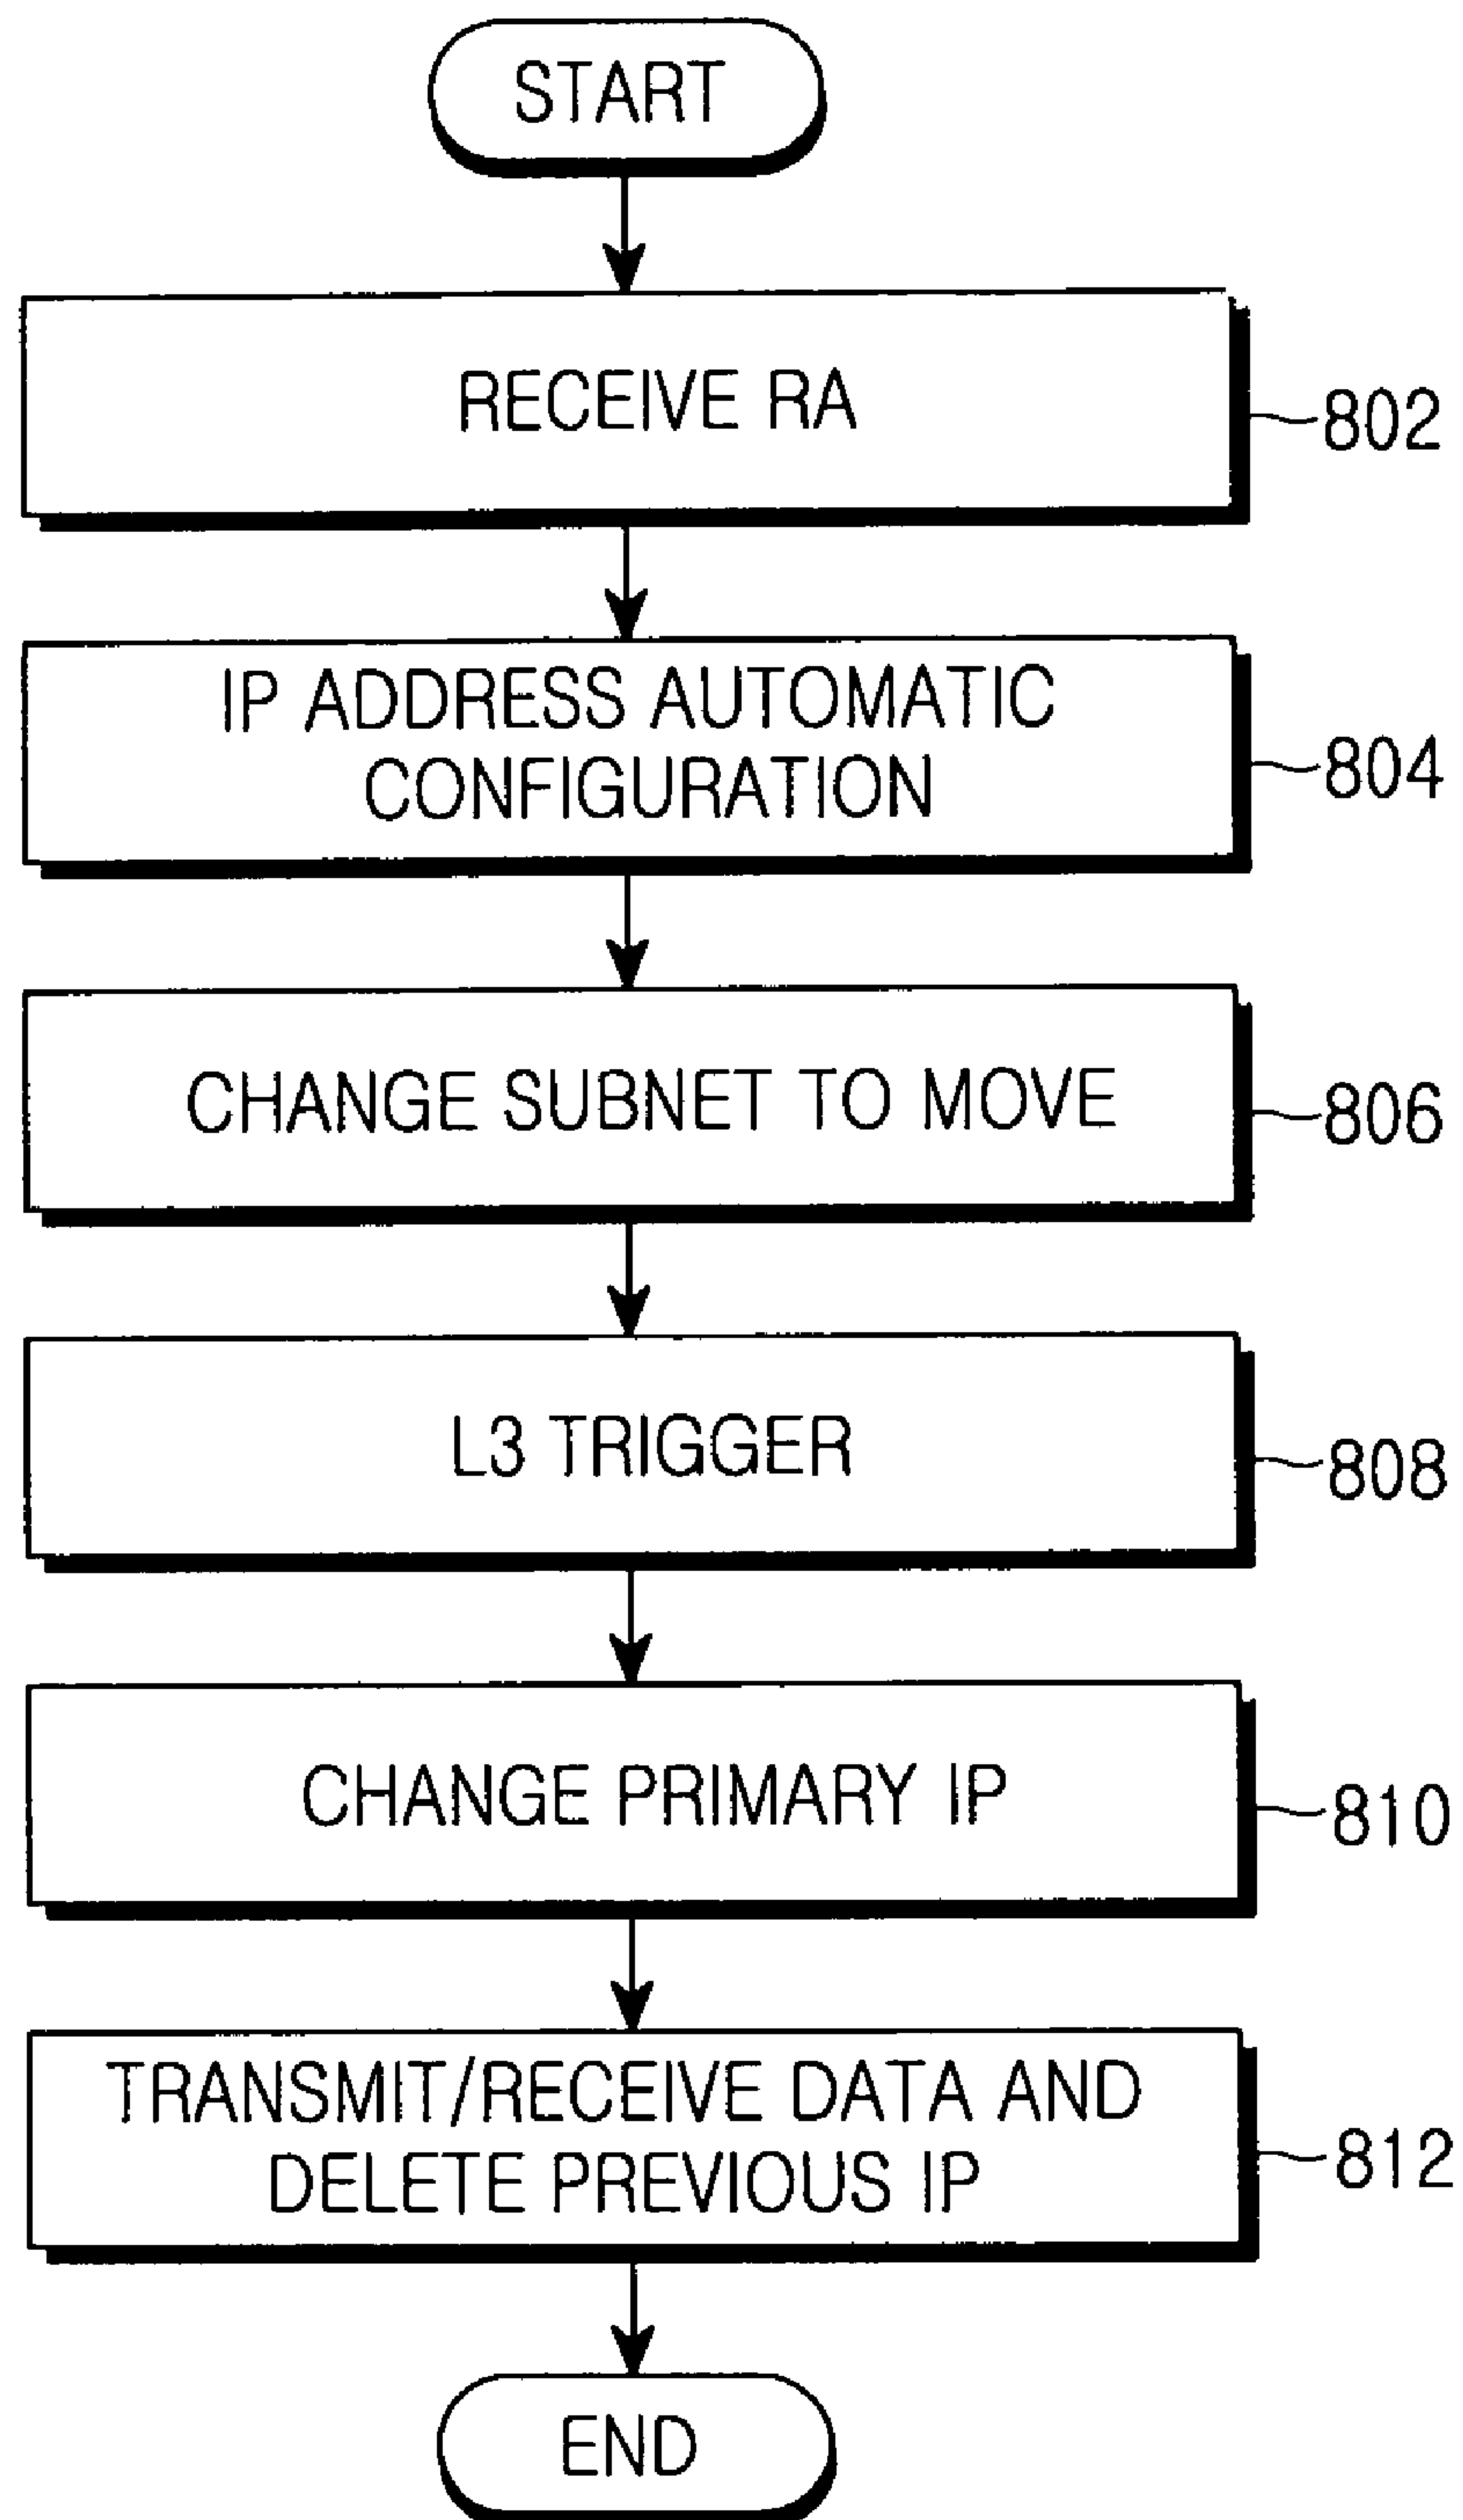 START
RECEIVE RA
802
IP ADDRESS AUTOMATIC
CONFIGURATION
804
CHANGE SUBNET TO MOVE
806
L3 TRIGGER
808
CHANGE PRIMARY IP
810
TRANSMIT/RECEIVE DATA AND
DELETE PREVIOUS IP
812
END